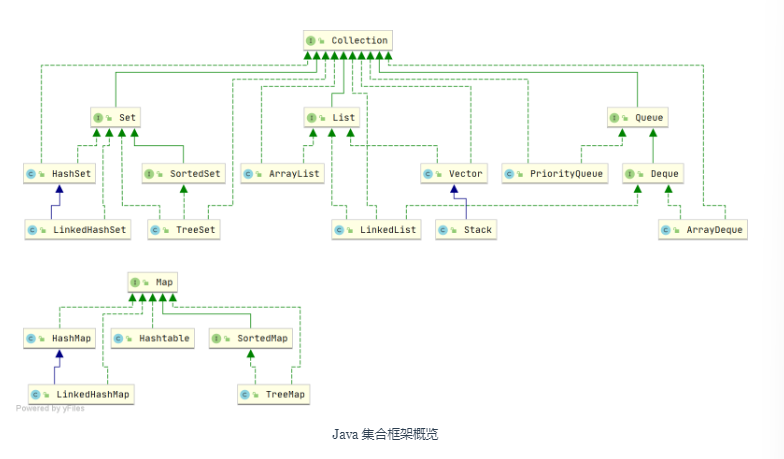 Collection
Set
List
Queue
HashSet
SortedSet
ArrayList
Vector
PriorityQueue
Deque
LinkedHashSet
TreeSet
LinkedList
Stack
ArrayDeque
Map
HashMap
Hashtable
SortedMap
LinkedHashMap
TreeMap
Powered by yFiles
Java 集合框架概览